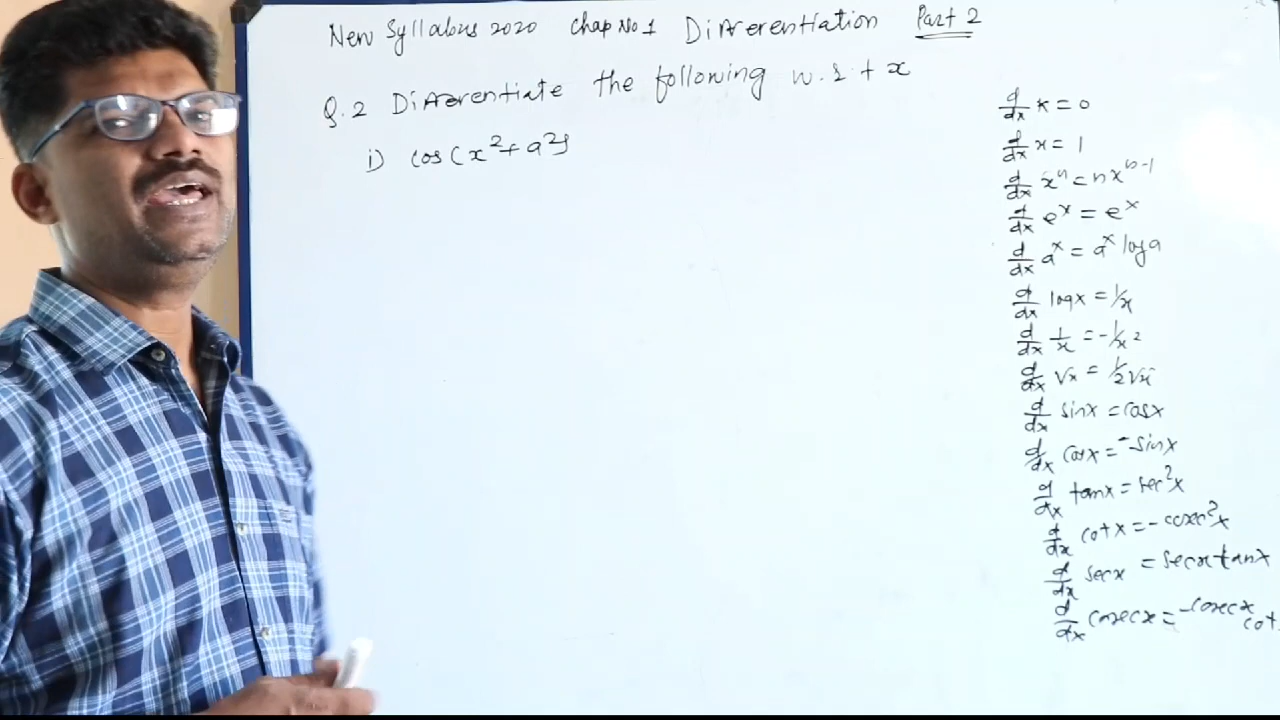 New Syllabus 2020 Chap No 1 Differentiation Part 2
Q.2 Differentiate the following w.r.t x
i) cos(x²+a²)
d/dx k = 0
d/dx x = 1
d/dx xⁿ = nxⁿ⁻¹
d/dx eˣ = eˣ
d/dx aˣ = aˣ log a
d/dx log x = 1/x
d/dx 1/x = -1/x²
d/dx √x = 1/2√x
d/dx sinx = cosx
d/dx cosx = -sinx
d/dx tanx = sec²x
d/dx cotx = -cosec²x
d/dx secx = secx tanx
d/dx cosecx = -cosecx cot